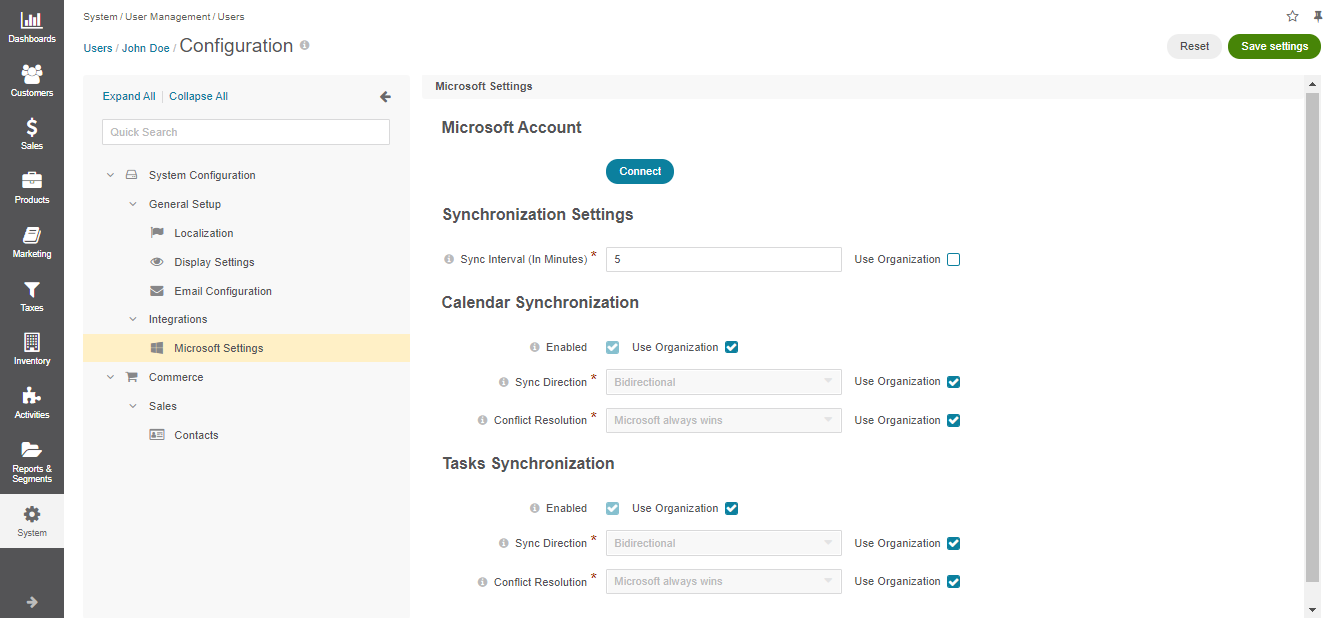 Dashboards
Customers
Sales
Products
Marketing
Taxes
Inventory
Activities
Reports &
Segments
System
System / User Management / Users
Users / John Doe / Configuration
Reset
Save settings
Expand All | Collapse All
Quick Search
System Configuration
General Setup
Localization
Display Settings
Email Configuration
Integrations
Microsoft Settings
Commerce
Sales
Contacts
Microsoft Settings
Microsoft Account
Connect
Synchronization Settings
Sync Interval (In Minutes) * 5 Use Organization
Calendar Synchronization
Enabled Use Organization
Sync Direction * Bidirectional Use Organization
Conflict Resolution * Microsoft always wins Use Organization
Tasks Synchronization
Enabled Use Organization
Sync Direction * Bidirectional Use Organization
Conflict Resolution * Microsoft always wins Use Organization